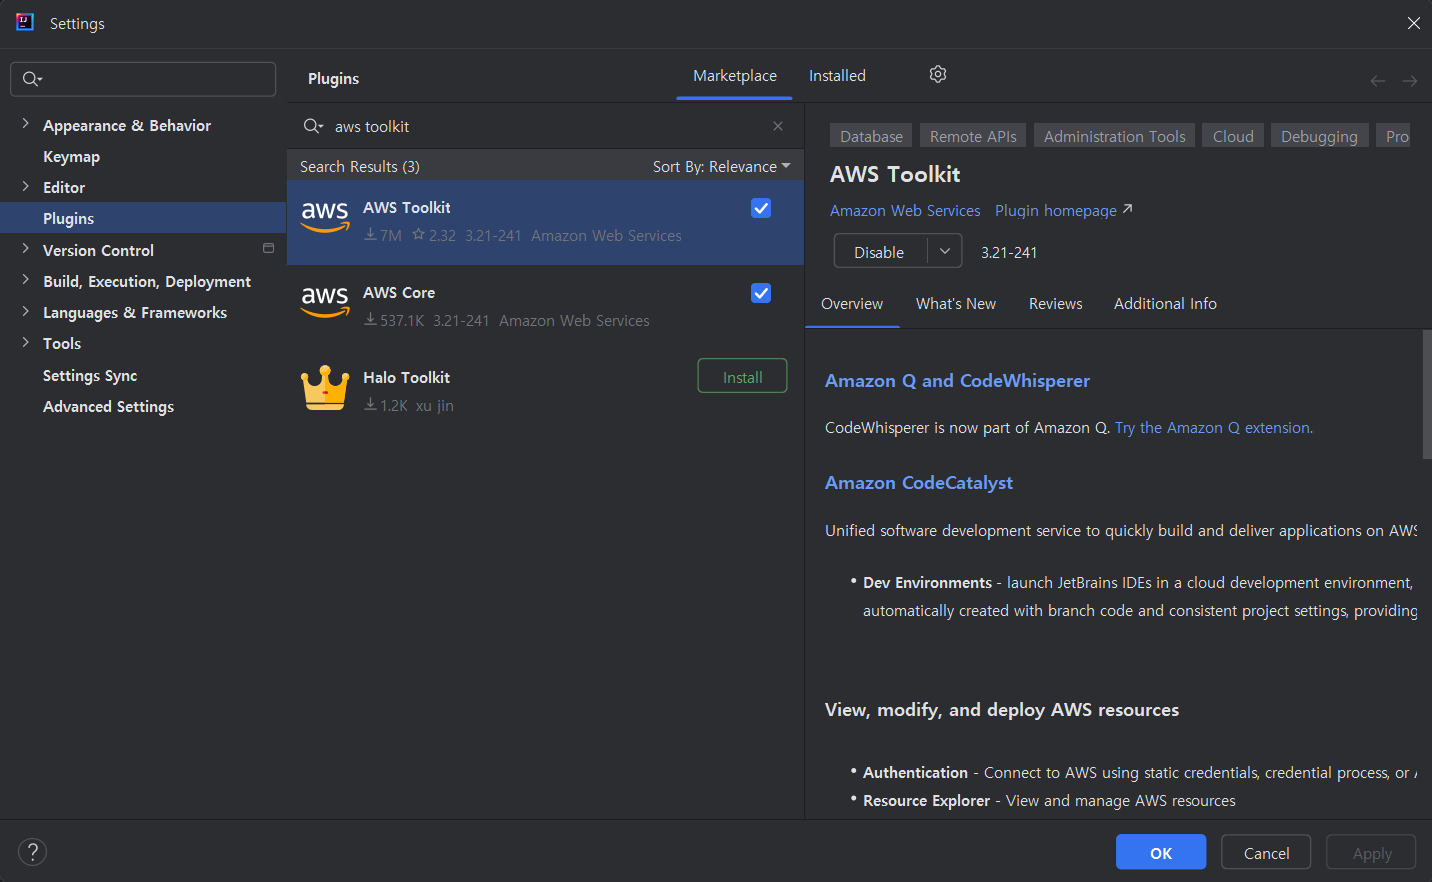 Settings
Plugins
Marketplace
Installed
Appearance & Behavior
Keymap
Editor
Plugins
Version Control
Build, Execution, Deployment
Languages & Frameworks
Tools
Settings Sync
Advanced Settings
aws toolkit
Search Results (3)
Sort By: Relevance
aws
AWS Toolkit
7M 2.32 3.21-241 Amazon Web Services
aws
AWS Core
537.1K 3.21-241 Amazon Web Services
Halo Toolkit
1.2K xu jin
Install
Database Remote APIs Administration Tools Cloud Debugging Pro
AWS Toolkit
Amazon Web Services Plugin homepage
Disable 3.21-241
Overview What's New Reviews Additional Info
Amazon Q and CodeWhisperer
CodeWhisperer is now part of Amazon Q. Try the Amazon Q extension.
Amazon CodeCatalyst
Unified software development service to quickly build and deliver applications on AWS
• Dev Environments - launch JetBrains IDEs in a cloud development environment,
automatically created with branch code and consistent project settings, providing
View, modify, and deploy AWS resources
• Authentication - Connect to AWS using static credentials, credential process, or
• Resource Explorer - View and manage AWS resources
?
OK
Cancel
Apply